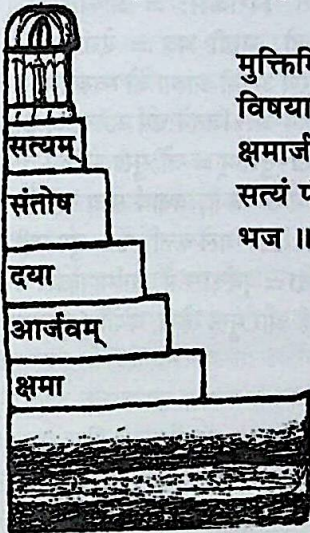 सत्यम्
संतोष
दया
आर्जवम्
क्षमा
मुक्तिमि
विषया
क्षमार्ज
सत्यं प
भज ॥